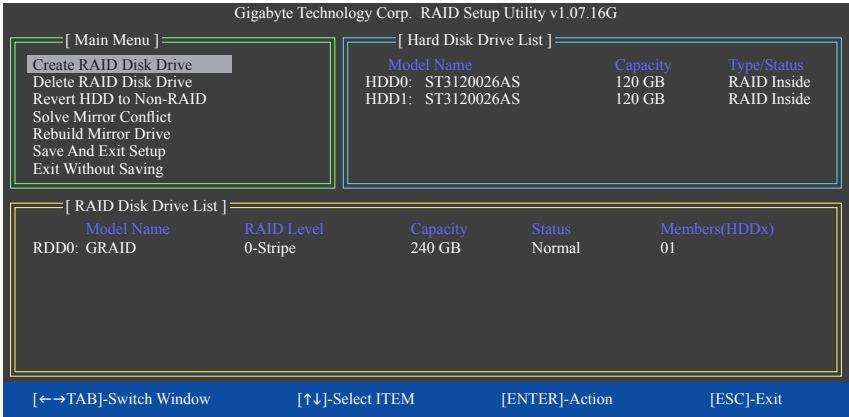 Gigabyte Technology Corp. RAID Setup Utility v1.07.16G
[ Main Menu ]
Create RAID Disk Drive
Delete RAID Disk Drive
Revert HDD to Non-RAID
Solve Mirror Conflict
Rebuild Mirror Drive
Save And Exit Setup
Exit Without Saving
[ Hard Disk Drive List ]
Model Name Capacity Type/Status
HDD0: ST3120026AS 120 GB RAID Inside
HDD1: ST3120026AS 120 GB RAID Inside
[ RAID Disk Drive List ]
Model Name RAID Level Capacity Status Members(HDDx)
RDD0: GRAID 0-Stripe 240 GB Normal 01
[←→TAB]-Switch Window [↑↓]-Select ITEM [ENTER]-Action [ESC]-Exit